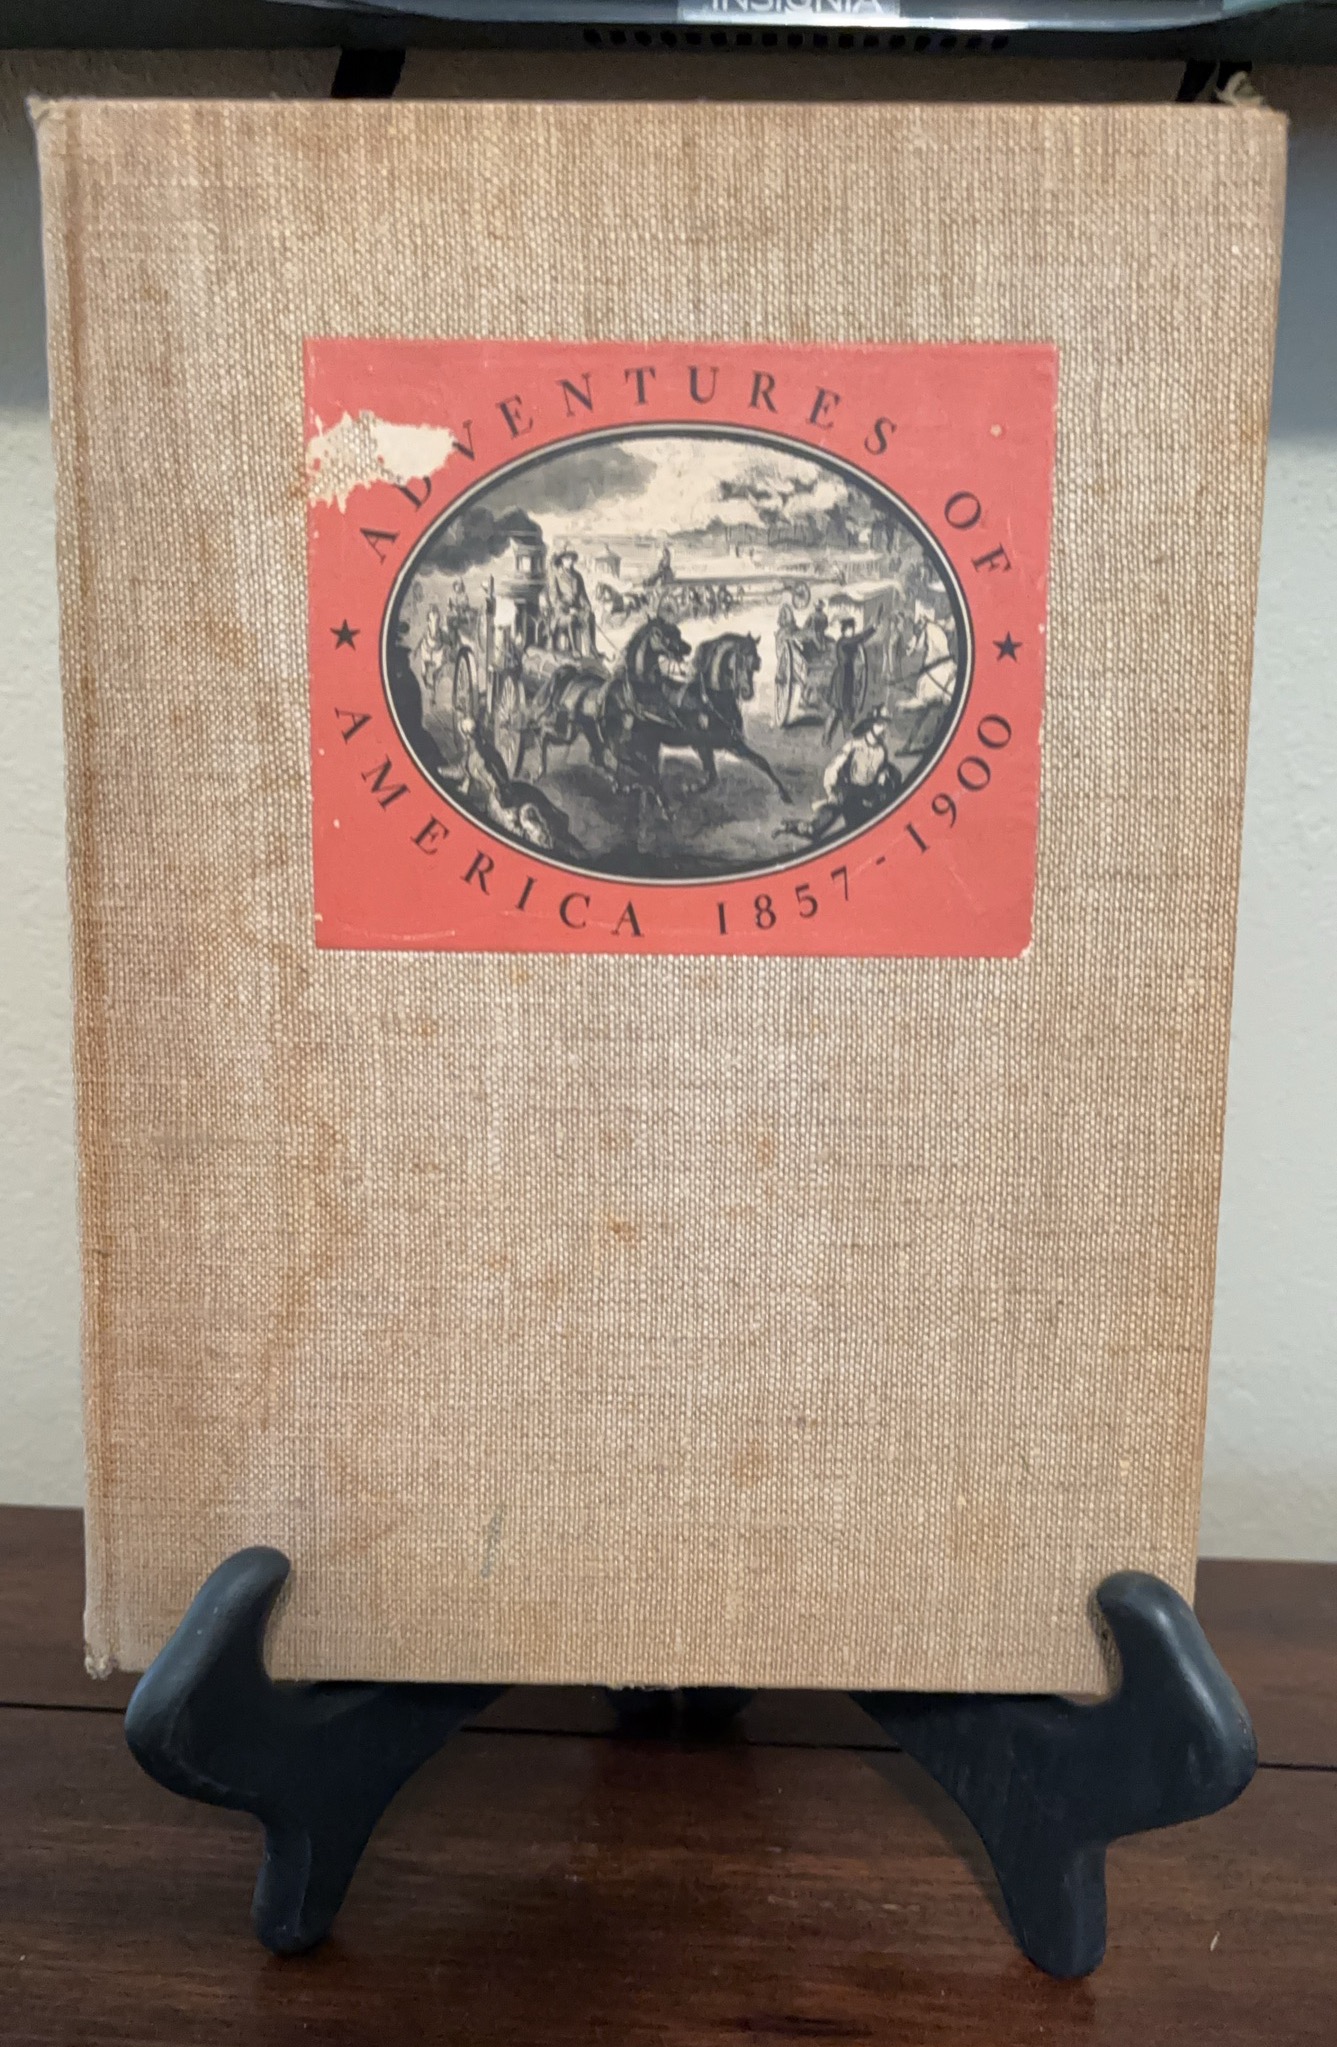 INSIGNIA
ADVENTURES OF
★ ★
AMERICA 1857-1900